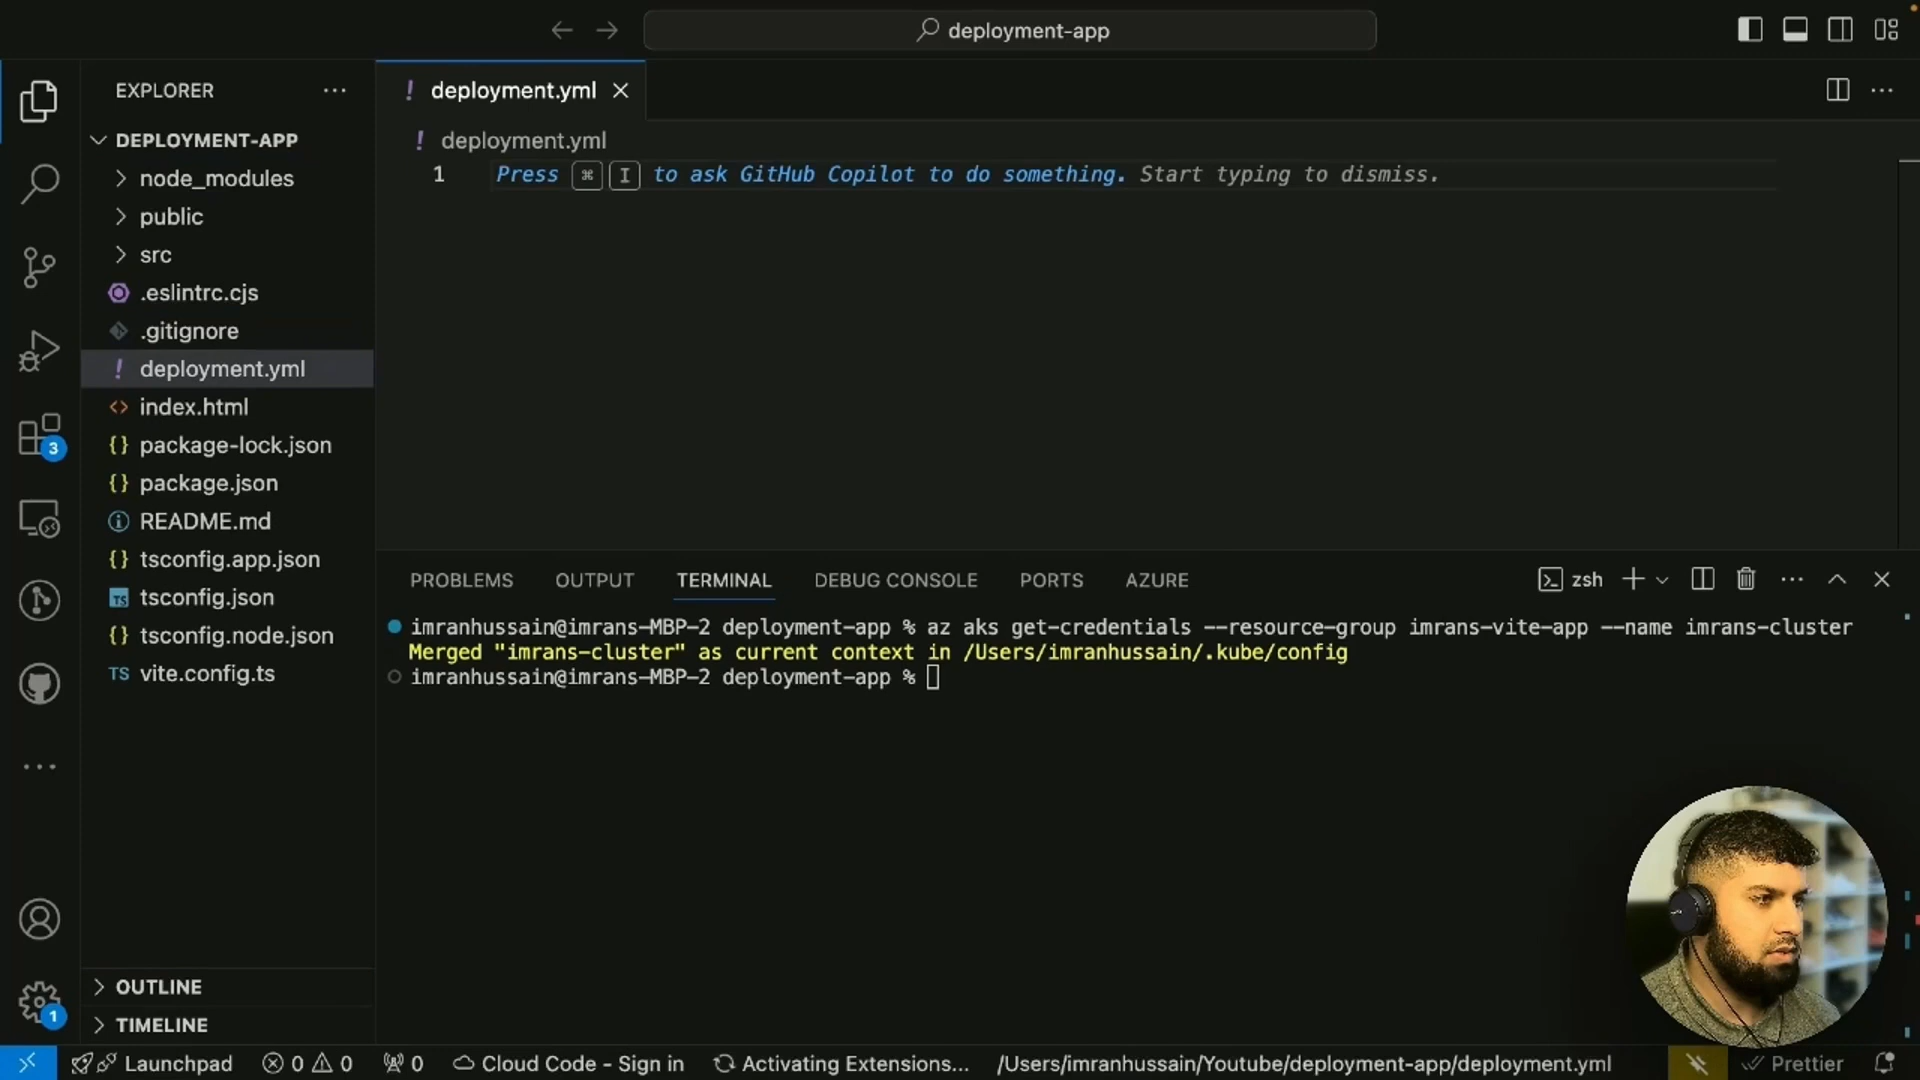 deployment-app
EXPLORER
DEPLOYMENT-APP
node_modules
public
src
.eslintrc.cjs
.gitignore
! deployment.yml
<> index.html
{} package-lock.json
{} package.json
README.md
{} tsconfig.app.json
TS tsconfig.json
{} tsconfig.node.json
TS vite.config.ts
OUTLINE
TIMELINE
3
1
! deployment.yml
! deployment.yml
1 Press ⌘ I to ask GitHub Copilot to do something. Start typing to dismiss.
PROBLEMS OUTPUT TERMINAL DEBUG CONSOLE PORTS AZURE
zsh
imranhussain@imrans-MBP-2 deployment-app % az aks get-credentials --resource-group imrans-vite-app --name imrans-cluster
Merged "imrans-cluster" as current context in /Users/imranhussain/.kube/config
imranhussain@imrans-MBP-2 deployment-app %
Launchpad 0 0 0 Cloud Code - Sign in Activating Extensions... /Users/imranhussain/Youtube/deployment-app/deployment.yml Prettier